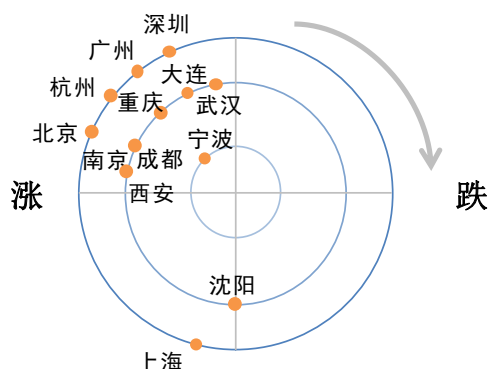 深圳
广州
大连
杭州
重庆
武汉
北京
宁波
南京
成都
涨
西安
跌
沈阳
上海